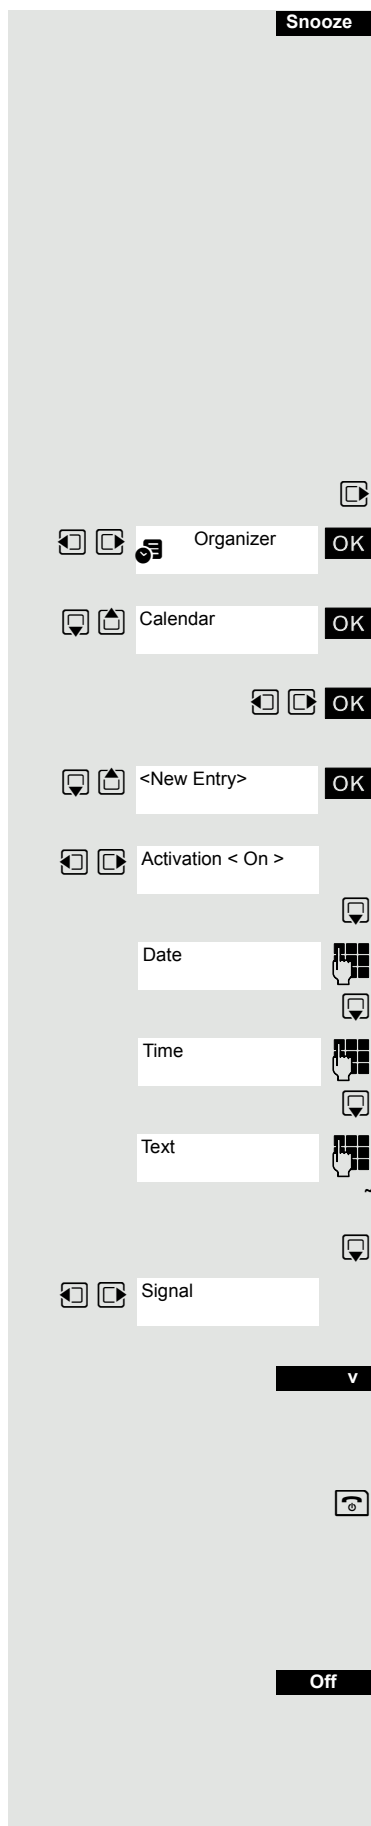 Snooze
Organizer OK
Calendar OK
OK
<New Entry> OK
Activation < On >
Date
Time
Text
~
Signal
v
Off